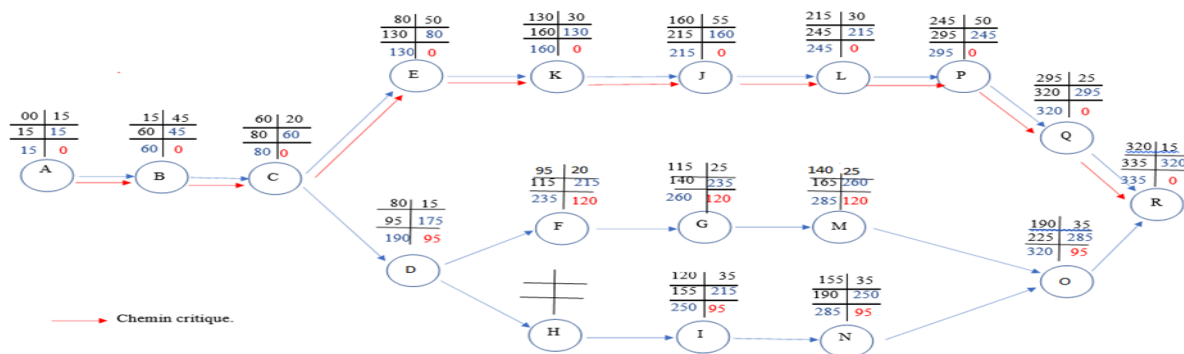 80 50
130 80
130 0
E
130 30
160 130
160 0
K
160 55
215 160
215 0
J
215 30
245 215
245 0
L
245 50
295 245
295 0
P
295 25
320 295
320 0
Q
00 15
15 15
15 0
A
15 45
60 45
60 0
B
60 20
80 60
80 0
C
320 15
335 320
335 0
R
95 20
115 215
235 120
F
115 25
140 235
260 120
G
140 25
165 260
285 120
M
80 15
95 175
190 95
D
190 35
225 285
320 95
O
H
120 35
155 215
250 95
I
155 35
190 250
285 95
N
Chemin critique.